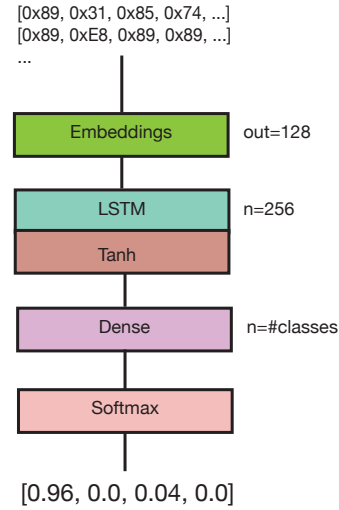 [0x89, 0x31, 0x85, 0x74, ...]
[0x89, 0xE8, 0x89, 0x89, ...]
...
Embeddings out=128
LSTM n=256
Tanh
Dense n=#classes
Softmax
[0.96, 0.0, 0.04, 0.0]